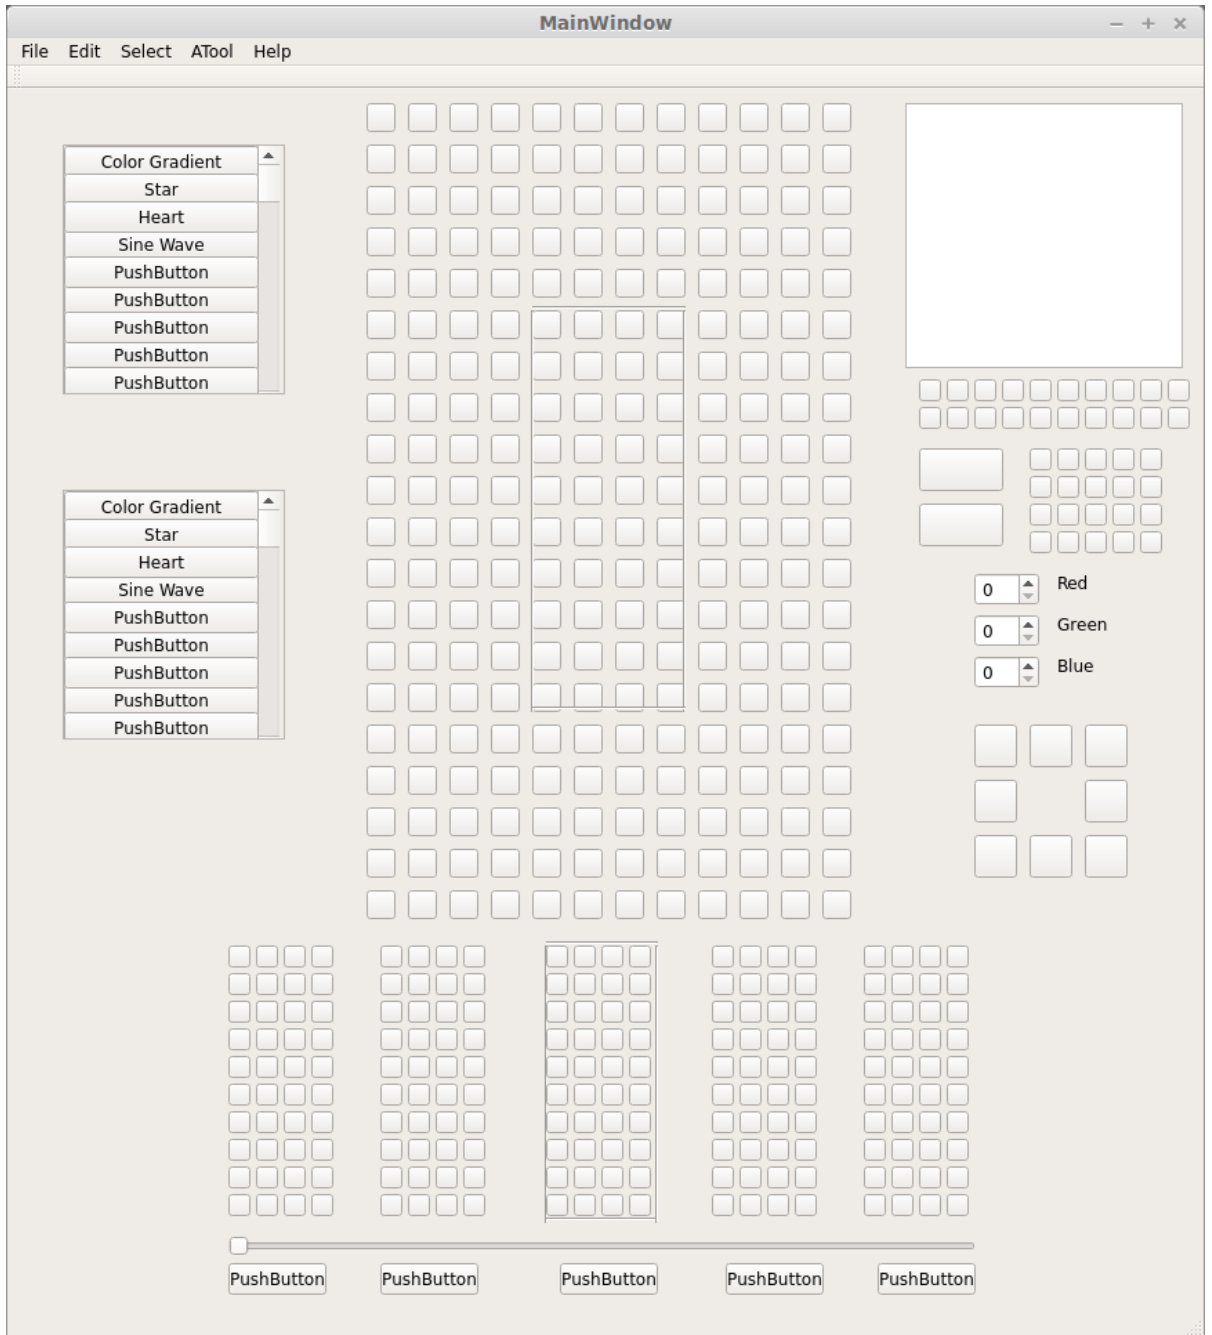 MainWindow
File Edit Select ATool Help
Color Gradient
Star
Heart
Sine Wave
PushButton
PushButton
PushButton
PushButton
PushButton
Color Gradient
Star
Heart
Sine Wave
PushButton
PushButton
PushButton
PushButton
PushButton
0 Red
0 Green
0 Blue
PushButton PushButton PushButton PushButton PushButton